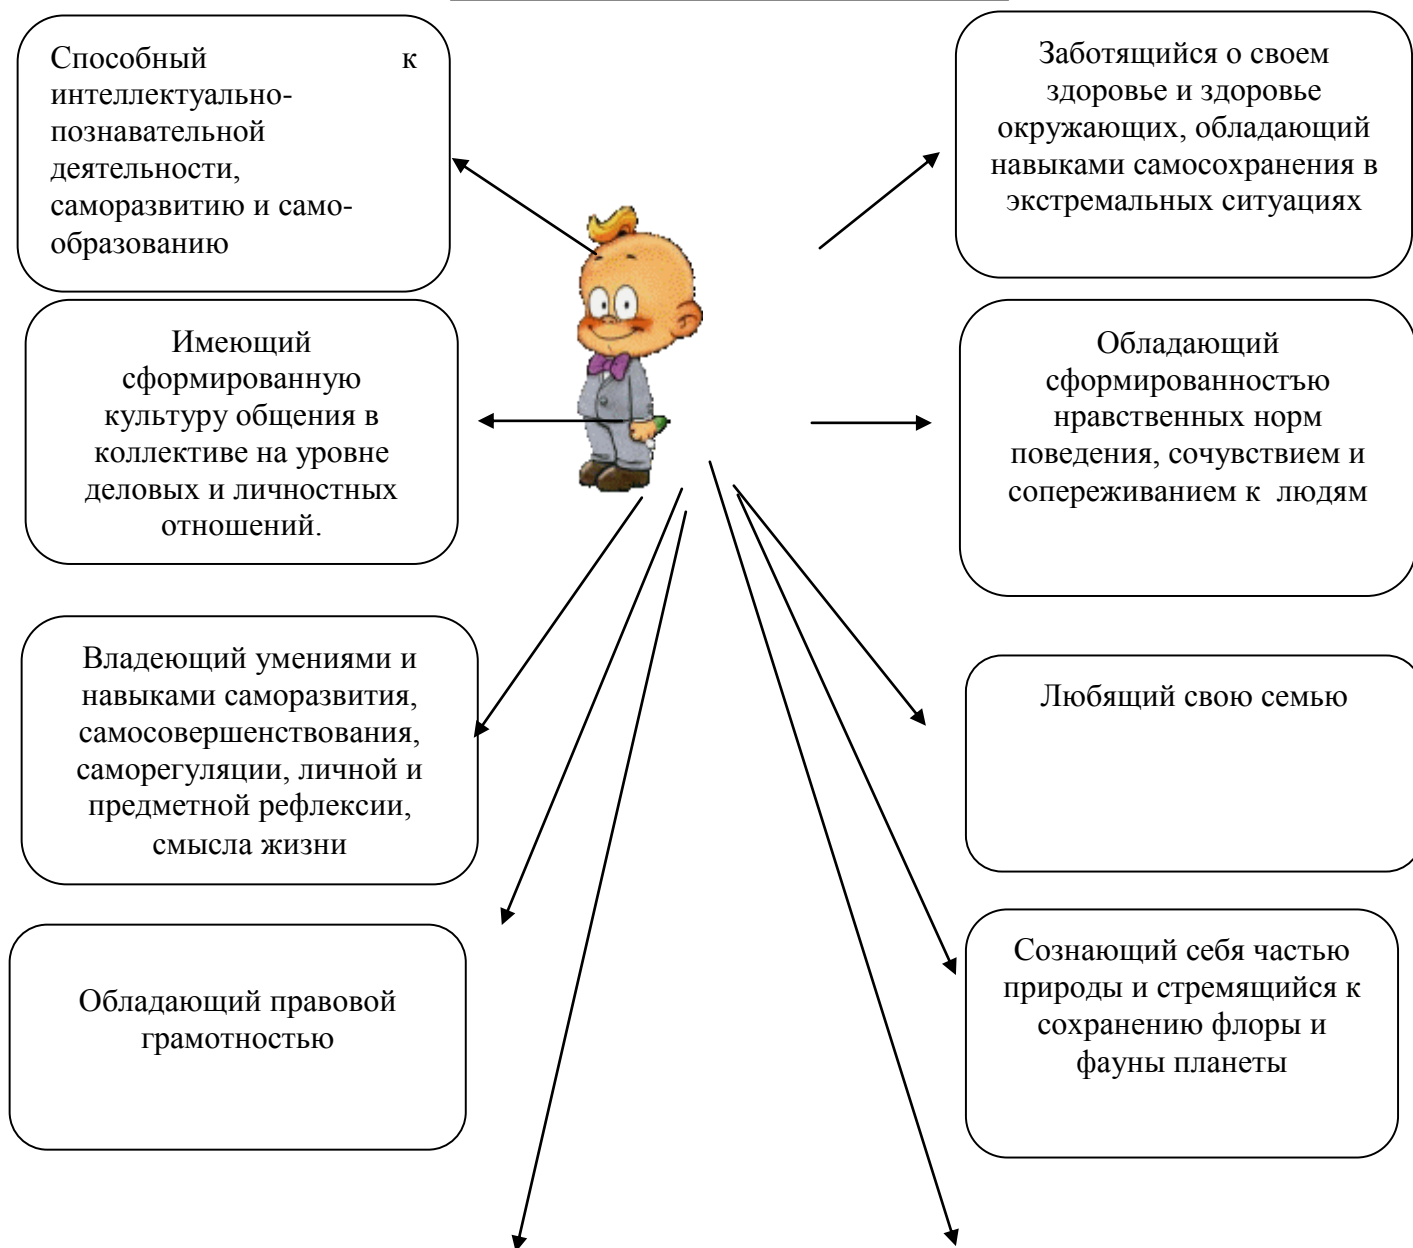 Способный к
интеллектуально-
познавательной
деятельности,
саморазвитию и само-
образованию
Заботящийся о своем
здоровье и здоровье
окружающих, обладающий
навыками самосохранения в
экстремальных ситуациях
Имеющий
сформированную
культуру общения в
коллективе на уровне
деловых и личностных
отношений.
Обладающий
сформированностъю
нравственных норм
поведения, сочувствием и
сопереживанием к людям
Владеющий умениями и
навыками саморазвития,
самосовершенствования,
саморегуляции, личной и
предметной рефлексии,
смысла жизни
Любящий свою семью
Обладающий правовой
грамотностью
Сознающий себя частью
природы и стремящийся к
сохранению флоры и
фауны планеты